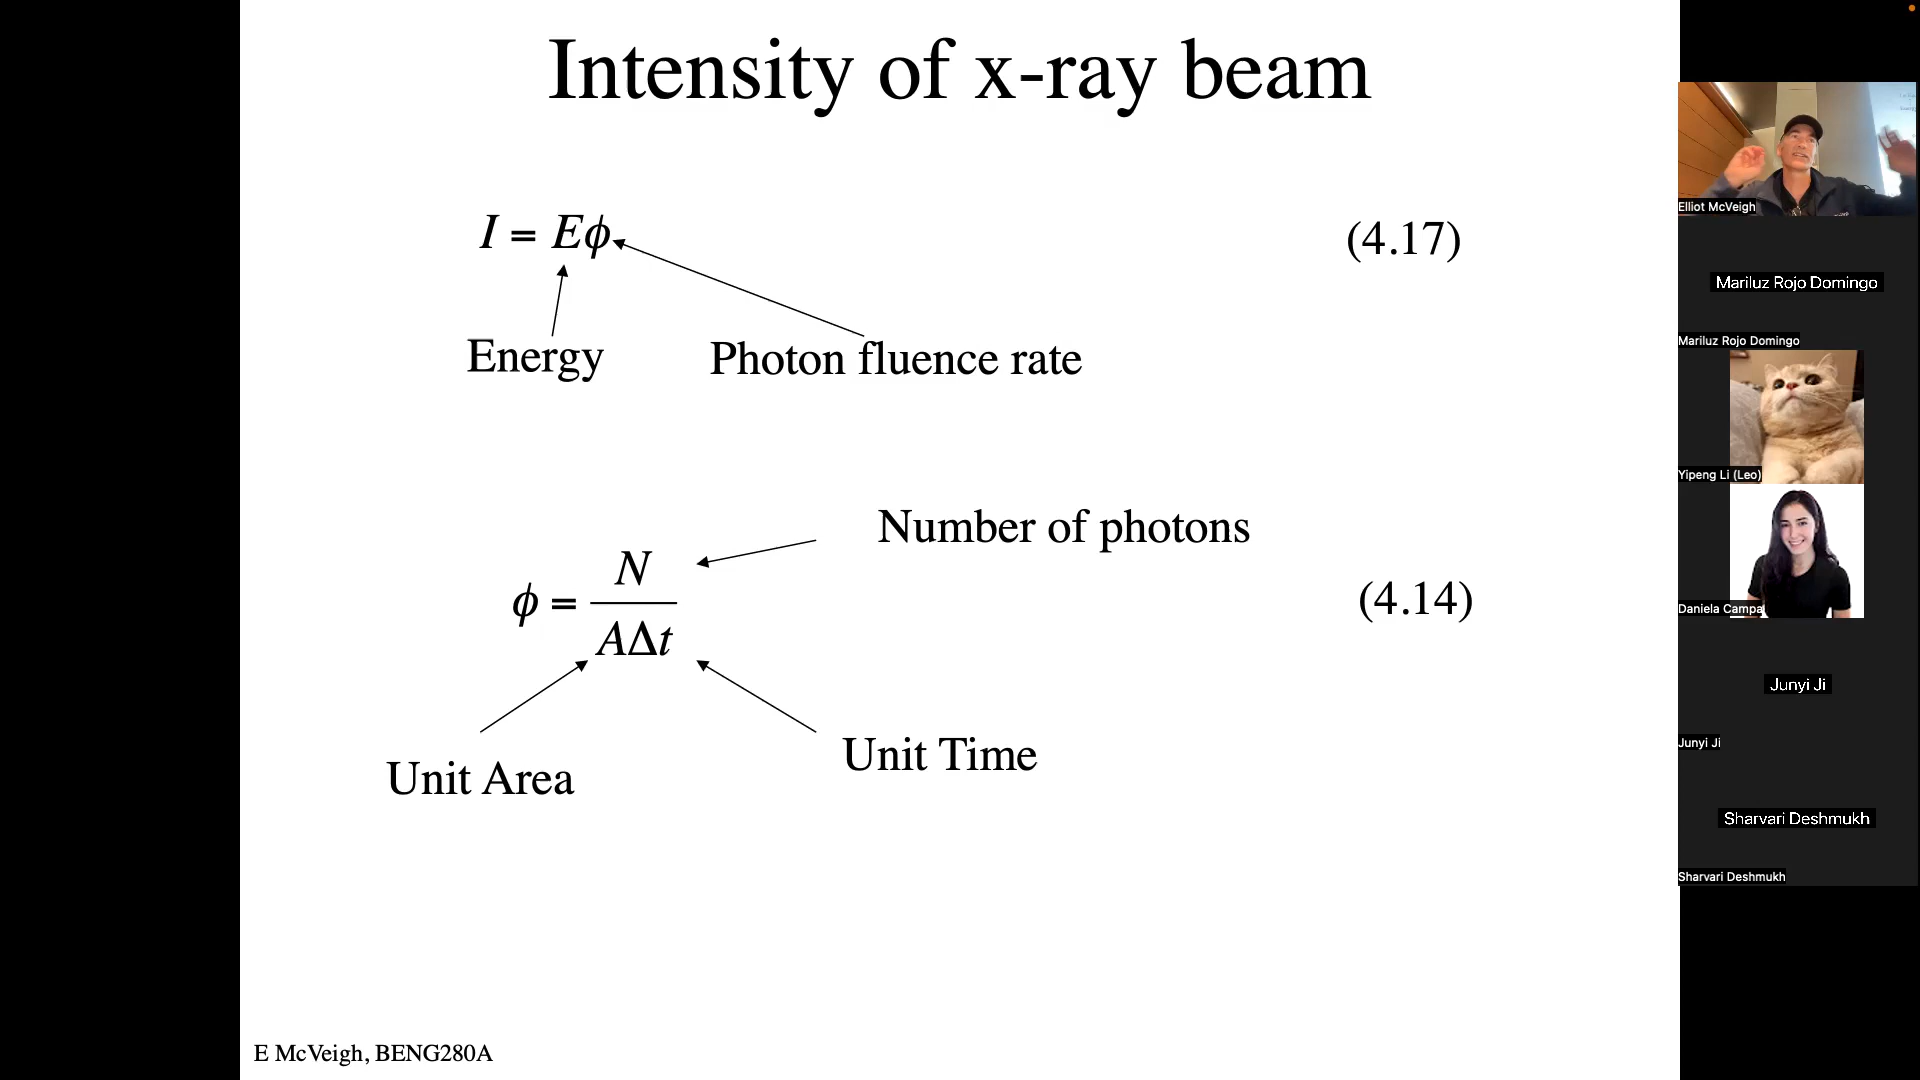 Intensity of x-ray beam
I = Eϕ
(4.17)
Energy
Photon fluence rate
Number of photons
ϕ = N / AΔt
(4.14)
Unit Area
Unit Time
E McVeigh, BENG280A
Elliot McVeigh
Mariluz Rojo Domingo
Mariluz Rojo Domingo
Yipeng Li (Leo)
Daniela Campa
Junyi Ji
Junyi Ji
Sharvari Deshmukh
Sharvari Deshmukh